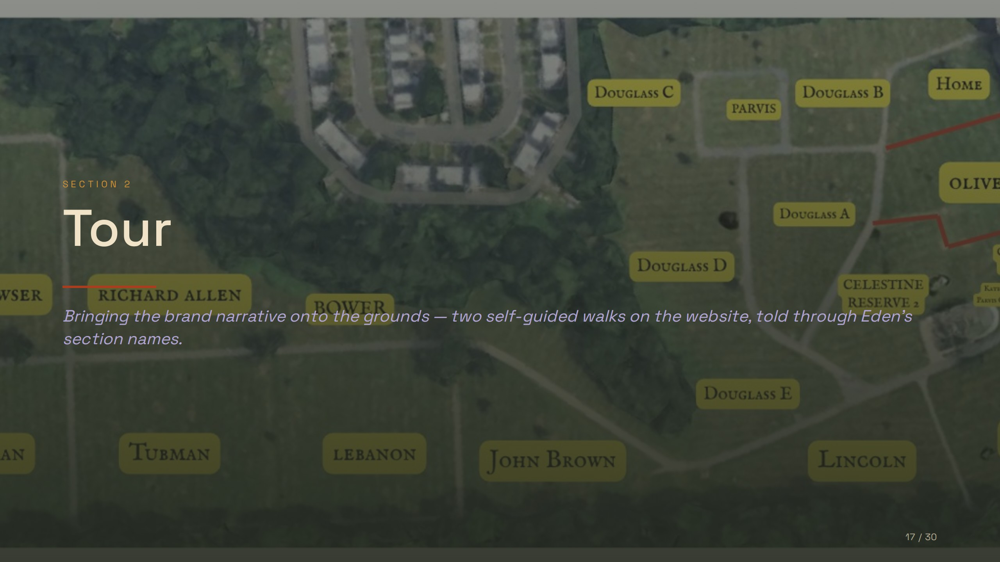 Douglass C
Douglass B
Home
PARVIS
SECTION 2
OLIVE
Tour
Douglass A
Douglass D
WSER
RICHARD ALLEN
BOWER
CELESTINE
RESERVE 2
Bringing the brand narrative onto the grounds — two self-guided walks on the website, told through Eden’s
section names.
Douglass E
AN
Tubman
LEBANON
John Brown
Lincoln
17 / 30